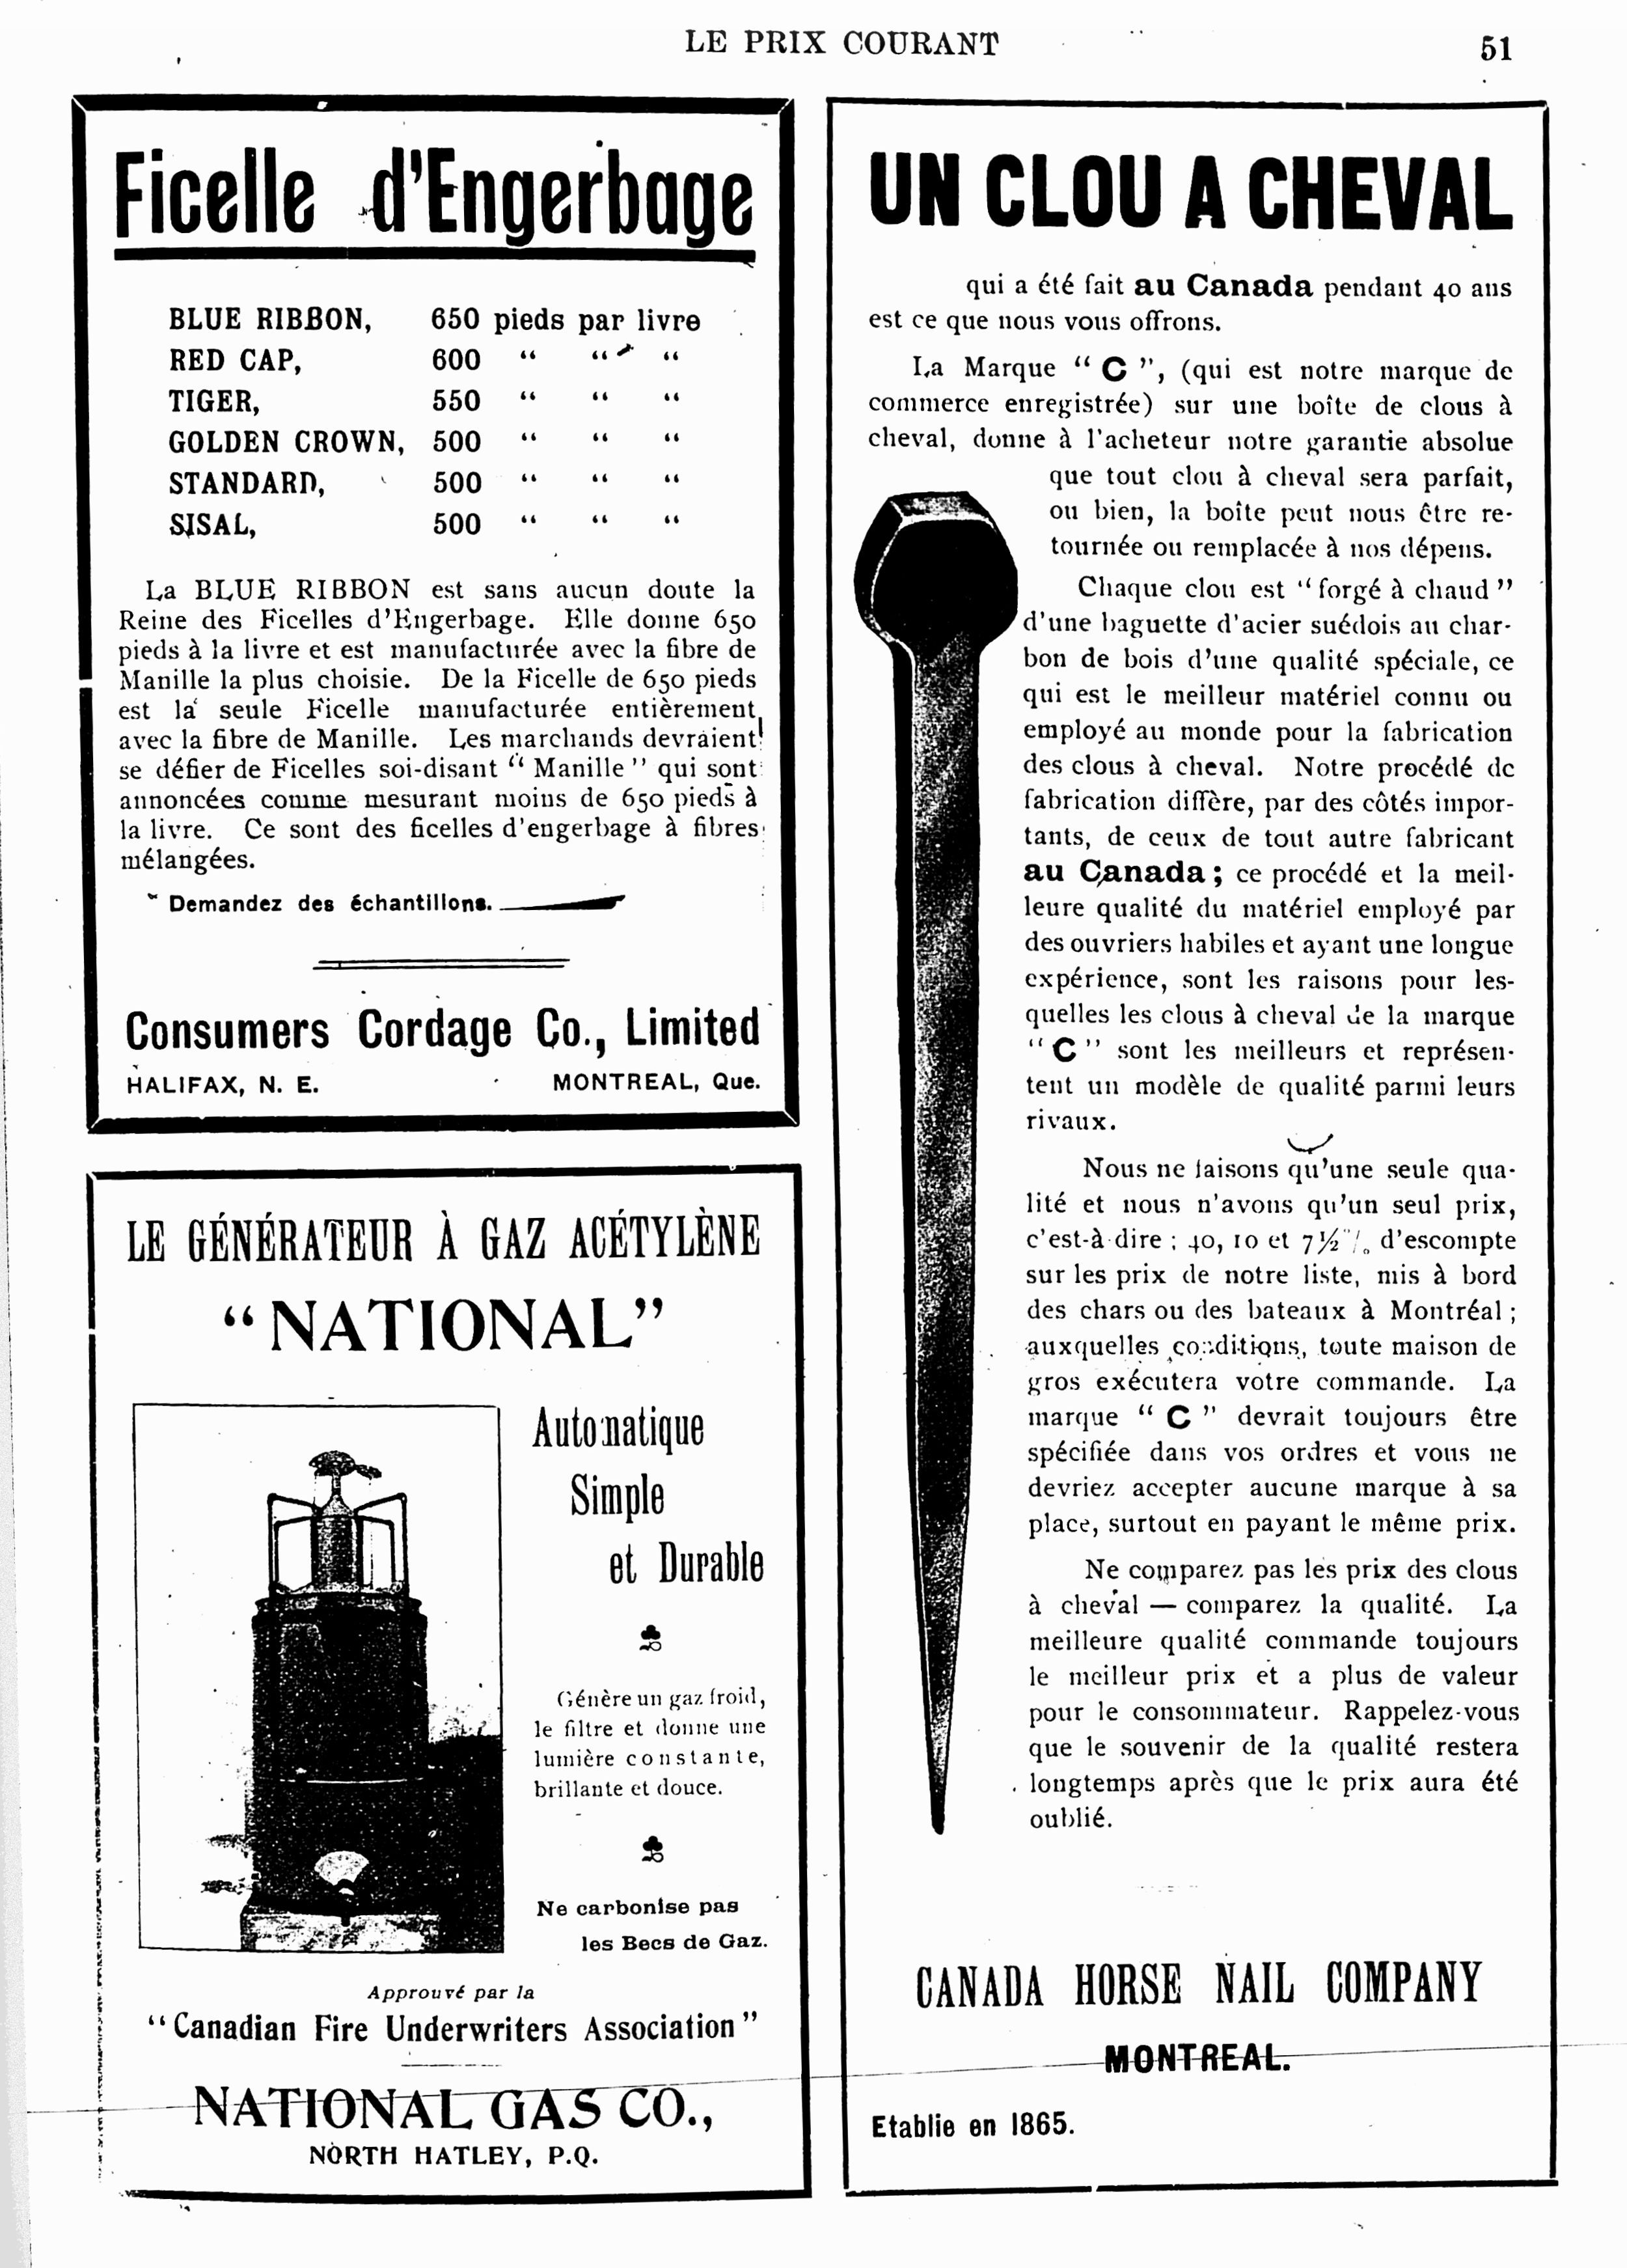 LE PRIX COURANT
51
Ficelle d'Engerbage
BLUE RIBBON, 650 pieds par livre
RED CAP, 600 “ “ “
TIGER, 550 “ “ “
GOLDEN CROWN, 500 “ “ “
STANDARD, 500 “ “ “
SISAL, 500 “ “ “
La BLUE RIBBON est sans aucun doute la
Reine des Ficelles d'Engerbage. Elle donne 650
pieds à la livre et est manufacturée avec la fibre de
Manille la plus choisie. De la Ficelle de 650 pieds
est la seule Ficelle manufacturée entièrement
avec la fibre de Manille. Les marchands devraient
se défier de Ficelles soi-disant “ Manille ” qui sont
annoncées comme mesurant moins de 650 pieds à
la livre. Ce sont des ficelles d'engerbage à fibres
mélangées.
Demandez des échantillons.
Consumers Cordage Co., Limited
HALIFAX, N. E. MONTREAL, Que.
LE GÉNÉRATEUR À GAZ ACÉTYLÈNE
“NATIONAL”
Automatique
Simple
et Durable
Génère un gaz froid,
le filtre et donne une
lumière constante,
brillante et douce.
Ne carbonise pas
les Becs de Gaz.
Approuvé par la
“Canadian Fire Underwriters Association”
NATIONAL GAS CO.,
NORTH HATLEY, P.Q.
UN CLOU A CHEVAL
qui a été fait au Canada pendant 40 ans
est ce que nous vous offrons.
La Marque “ C ”, (qui est notre marque de
commerce enregistrée) sur une boîte de clous à
cheval, donne à l'acheteur notre garantie absolue
que tout clou à cheval sera parfait,
ou bien, la boîte peut nous être re-
tournée ou remplacée à nos dépens.
Chaque clou est “forgé à chaud”
d'une baguette d'acier suédois au char-
bon de bois d'une qualité spéciale, ce
qui est le meilleur matériel connu ou
employé au monde pour la fabrication
des clous à cheval. Notre procédé de
fabrication diffère, par des côtés impor-
tants, de ceux de tout autre fabricant
au Canada ; ce procédé et la meil-
leure qualité du matériel employé par
des ouvriers habiles et ayant une longue
expérience, sont les raisons pour les-
quelles les clous à cheval de la marque
“C” sont les meilleurs et représen-
tent un modèle de qualité parmi leurs
rivaux.
Nous ne faisons qu'une seule qua-
lité et nous n'avons qu'un seul prix,
c'est-à-dire ; 40, 10 et 7½% d'escompte
sur les prix de notre liste, mis à bord
des chars ou des bateaux à Montréal ;
auxquelles conditions, toute maison de
gros exécutera votre commande. La
marque “ C ” devrait toujours être
spécifiée dans vos ordres et vous ne
devriez accepter aucune marque à sa
place, surtout en payant le même prix.
Ne comparez pas les prix des clous
à cheval — comparez la qualité. La
meilleure qualité commande toujours
le meilleur prix et a plus de valeur
pour le consommateur. Rappelez-vous
que le souvenir de la qualité restera
longtemps après que le prix aura été
oublié.
CANADA HORSE NAIL COMPANY
MONTREAL.
Etablie en 1865.